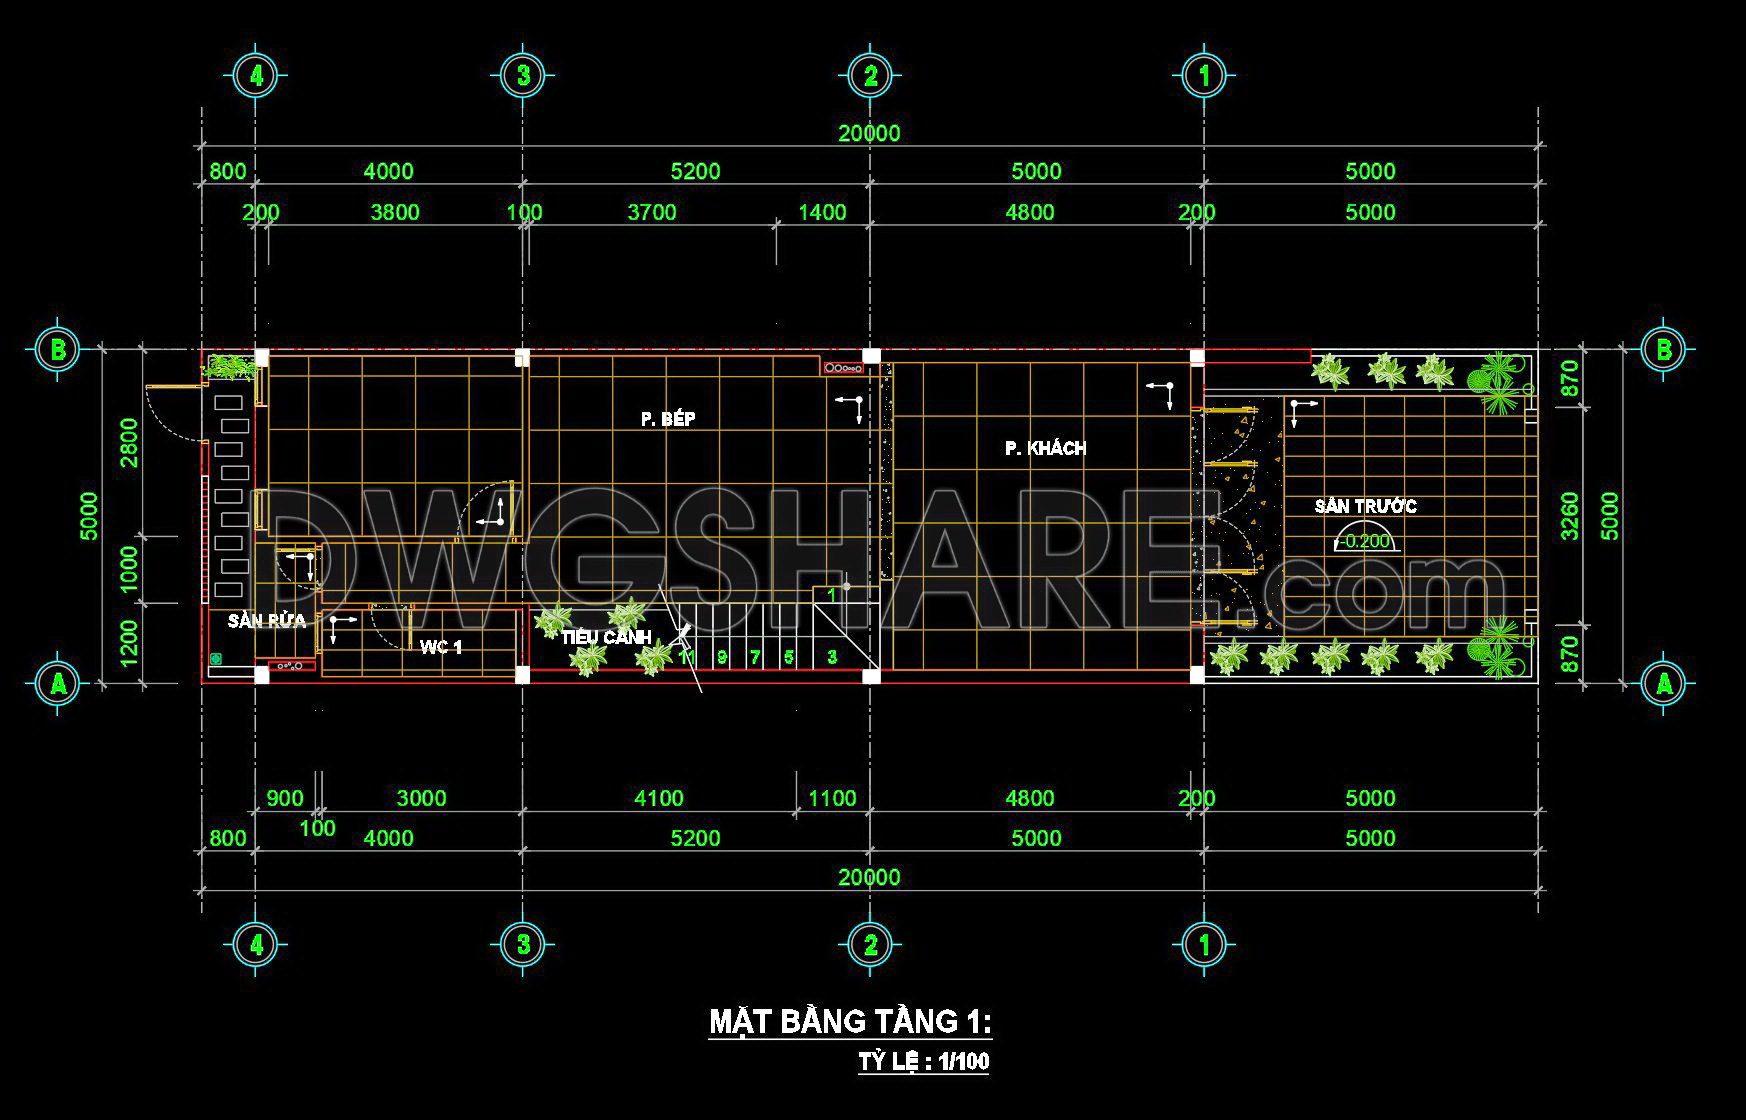 4 3 2 1
20000
800 4000 5200 5000 5000
200 3800 100 3700 1400 4800 200 5000
B B
870
2800
P. BẾP
P. KHÁCH
5000
DWGSHARE.com
SÂN TRƯỚC
3260
5000
-0.200
1000
1
SÀN RỬA
TIỂU CẢNH
WC 1
1200
11 9 7 5 3
870
A A
900 3000 4100 1100 4800 200 5000
100
800 4000 5200 5000 5000
20000
4 3 2 1
MẶT BẰNG TẦNG 1:
TỶ LỆ : 1/100